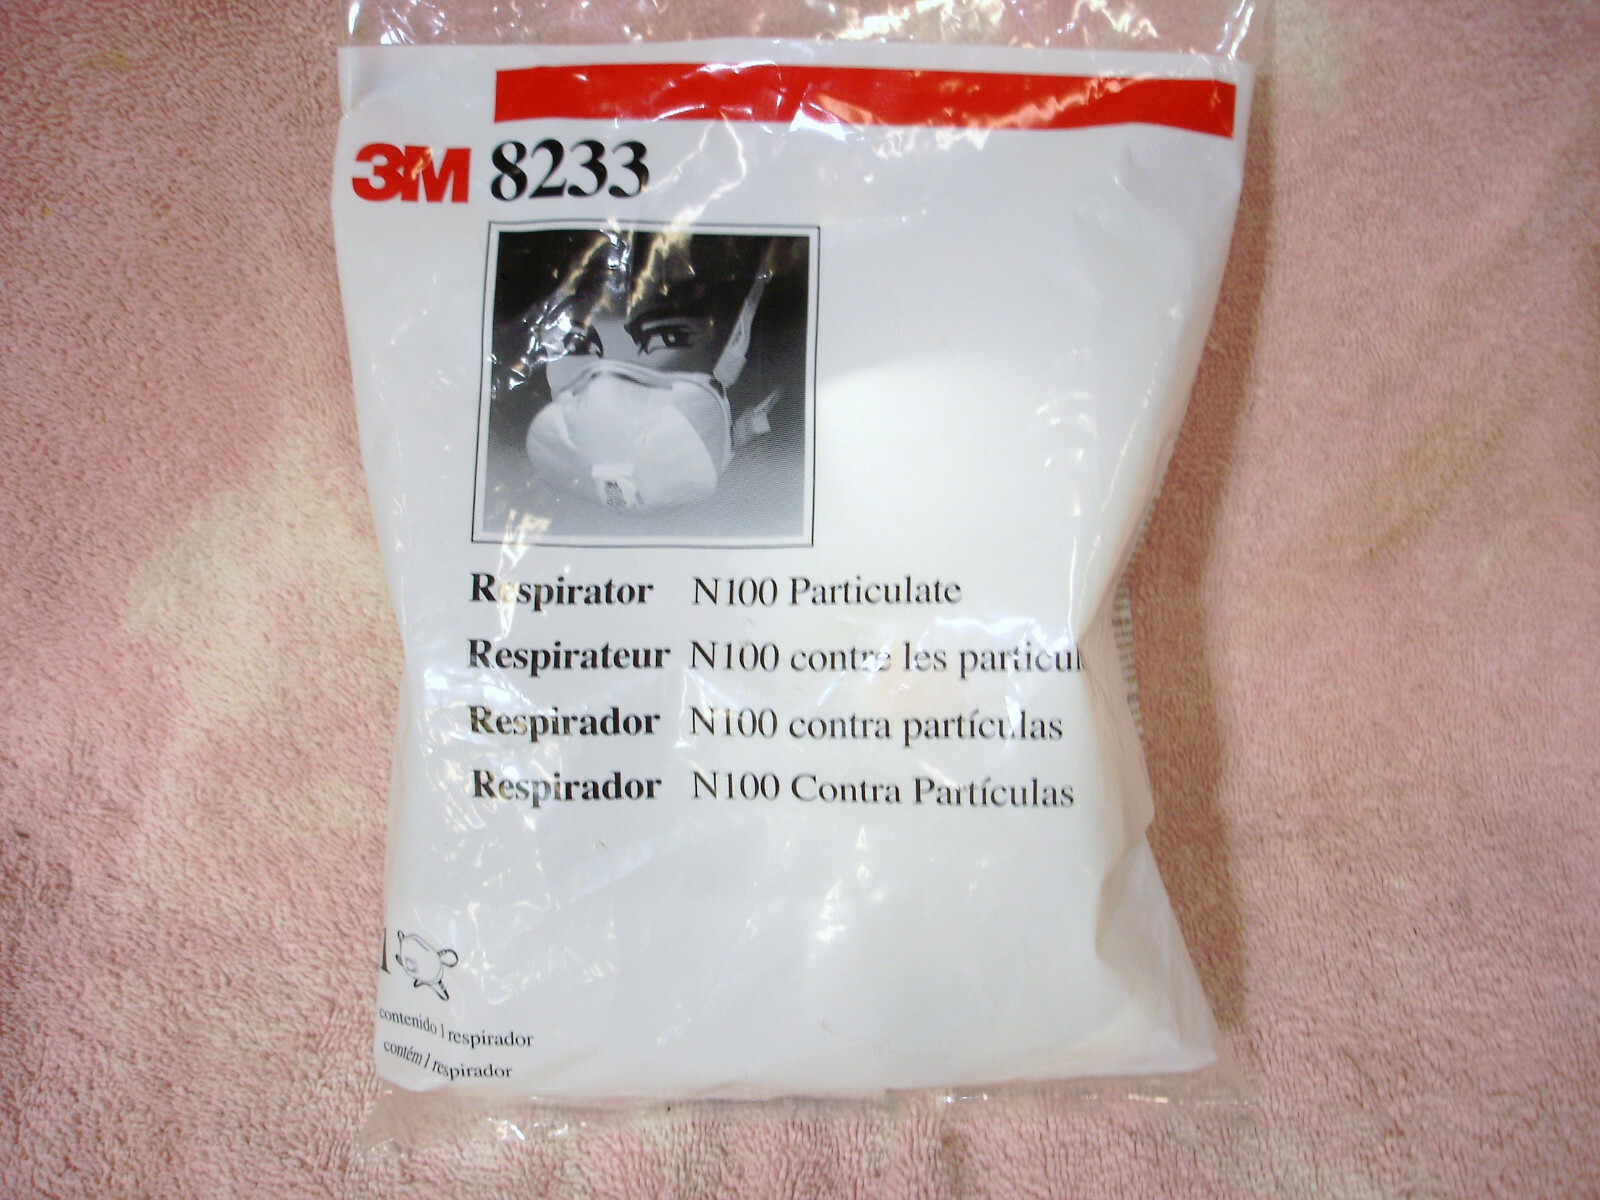 3M 8233
Respirator N100 Particulate
Respirateur N100 contre les particul
Respirador N100 contra partículas
Respirador N100 Contra Partículas
1
contenido 1 respirador
contém 1 respirador